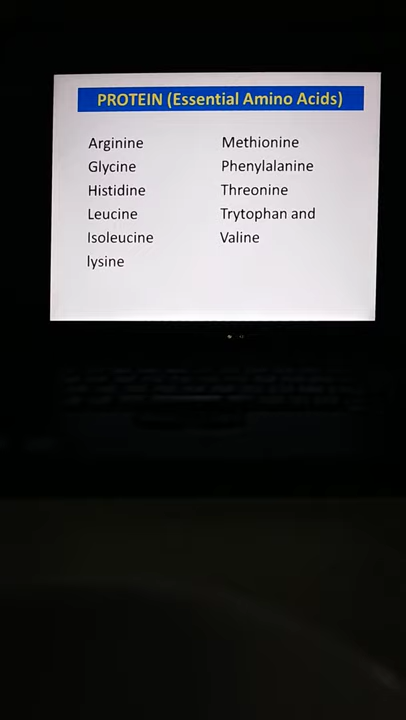 PROTEIN (Essential Amino Acids)
Arginine
Glycine
Histidine
Leucine
Isoleucine
lysine
Methionine
Phenylalanine
Threonine
Trytophan and
Valine